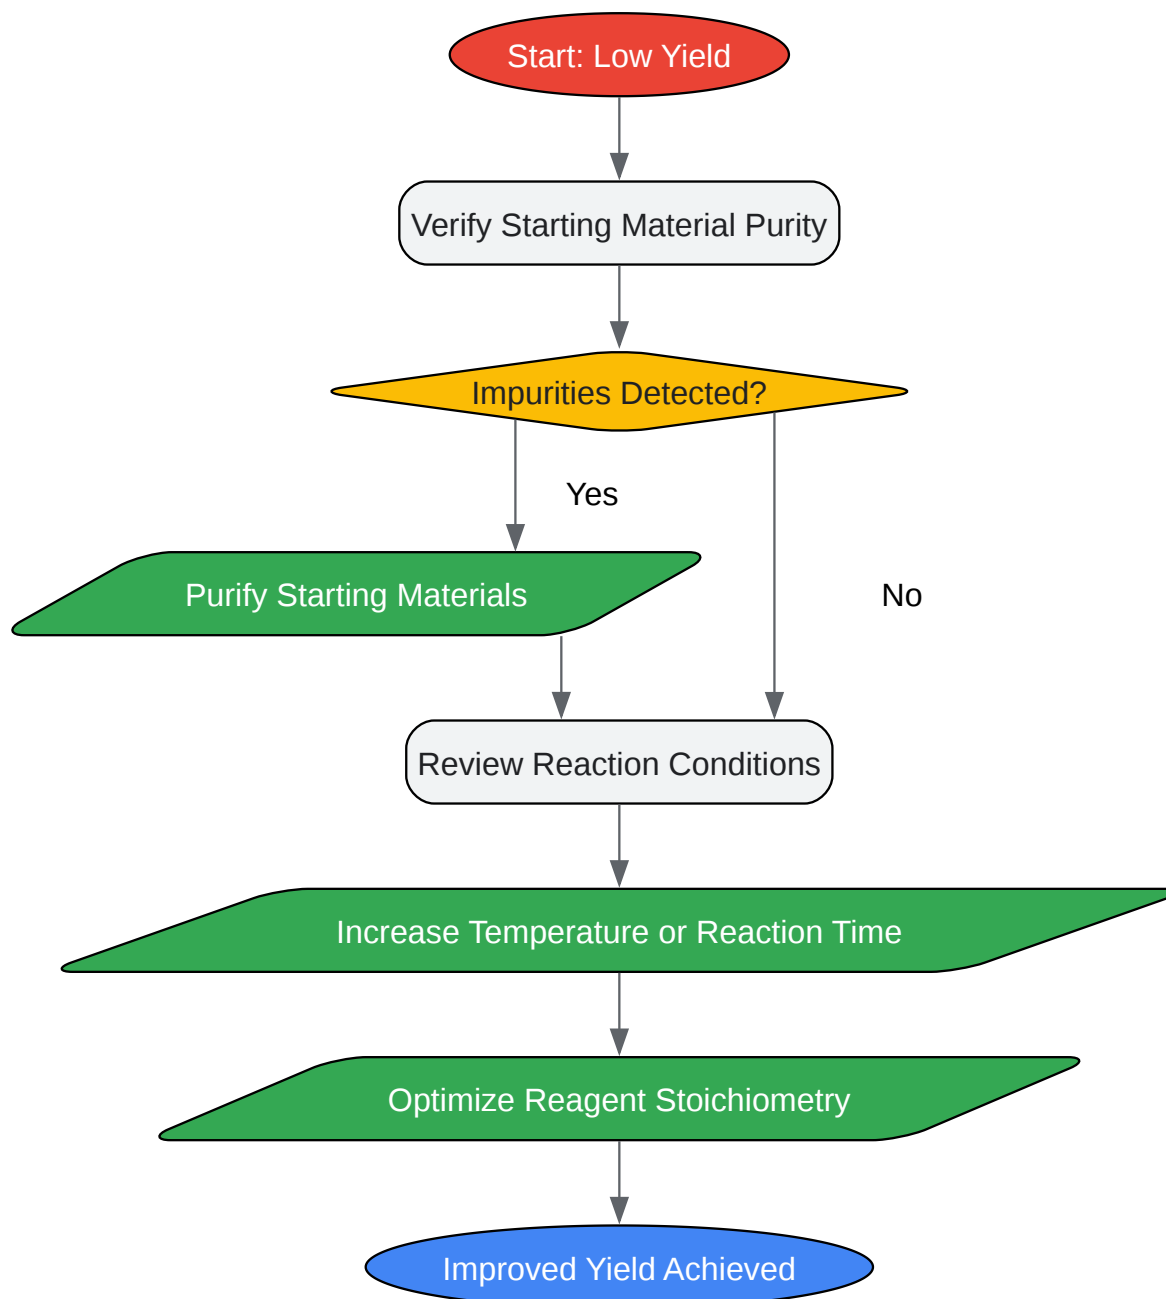 Start: Low Yield
Verify Starting Material Purity
Impurities Detected?
Yes
Purify Starting Materials
No
Review Reaction Conditions
Increase Temperature or Reaction Time
Optimize Reagent Stoichiometry
Improved Yield Achieved